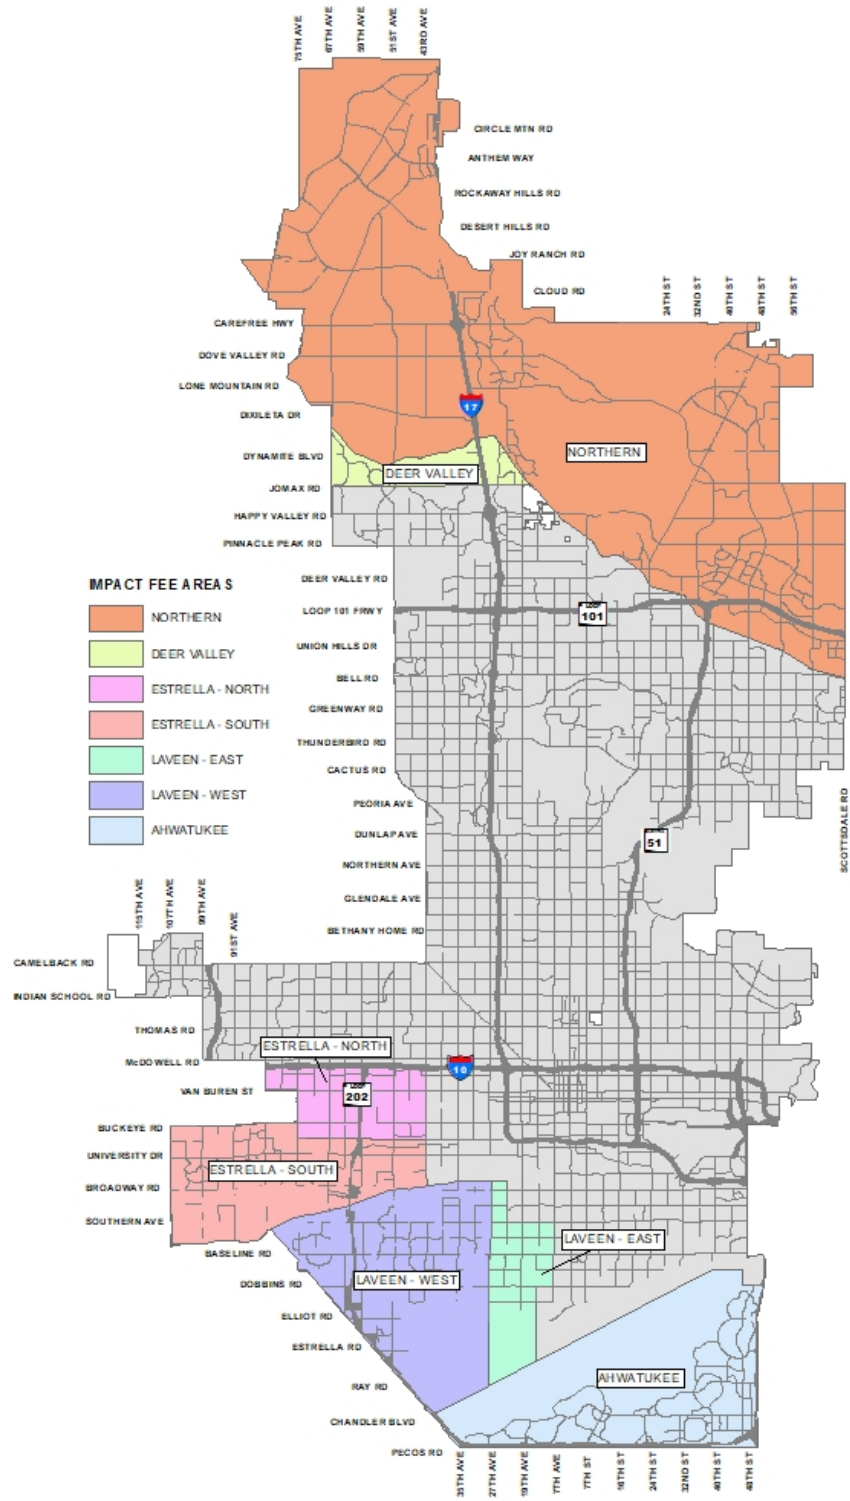 75TH AVE
67TH AVE
59TH AVE
51ST AVE
43RD AVE
CIRCLE MTN RD
ANTHEM WAY
ROCKAWAY HILLS RD
DESERT HILLS RD
JOY RANCH RD
CLOUD RD
24TH ST
32ND ST
40TH ST
48TH ST
56TH ST
CAREFREE HWY
DOVE VALLEY RD
LONE MOUNTAIN RD
DIXILETA DR
17
DYNAMITE BLVD
NORTHERN
DEER VALLEY
JOMAX RD
HAPPY VALLEY RD
PINNACLE PEAK RD
IMPACT FEE AREAS
NORTHERN
DEER VALLEY
ESTRELLA - NORTH
ESTRELLA - SOUTH
LAVEEN - EAST
LAVEEN - WEST
AHWATUKEE
DEER VALLEY RD
LOOP 101 FRWY
LOOP
101
UNION HILLS DR
BELL RD
GREENWAY RD
THUNDERBIRD RD
CACTUS RD
PEORIA AVE
DUNLAP AVE
51
NORTHERN AVE
GLENDALE AVE
BETHANY HOME RD
SCOTTSDALE RD
115TH AVE
107TH AVE
99TH AVE
91ST AVE
CAMELBACK RD
INDIAN SCHOOL RD
THOMAS RD
McDOWELL RD
ESTRELLA - NORTH
10
VAN BUREN ST
LOOP
202
BUCKEYE RD
UNIVERSITY DR
ESTRELLA - SOUTH
BROADWAY RD
SOUTHERN AVE
BASELINE RD
LAVEEN - EAST
DOBBINS RD
LAVEEN - WEST
ELLIOT RD
ESTRELLA RD
RAY RD
AHWATUKEE
CHANDLER BLVD
PECOS RD
35TH AVE
27TH AVE
19TH AVE
7TH AVE
7TH ST
16TH ST
24TH ST
32ND ST
40TH ST
48TH ST